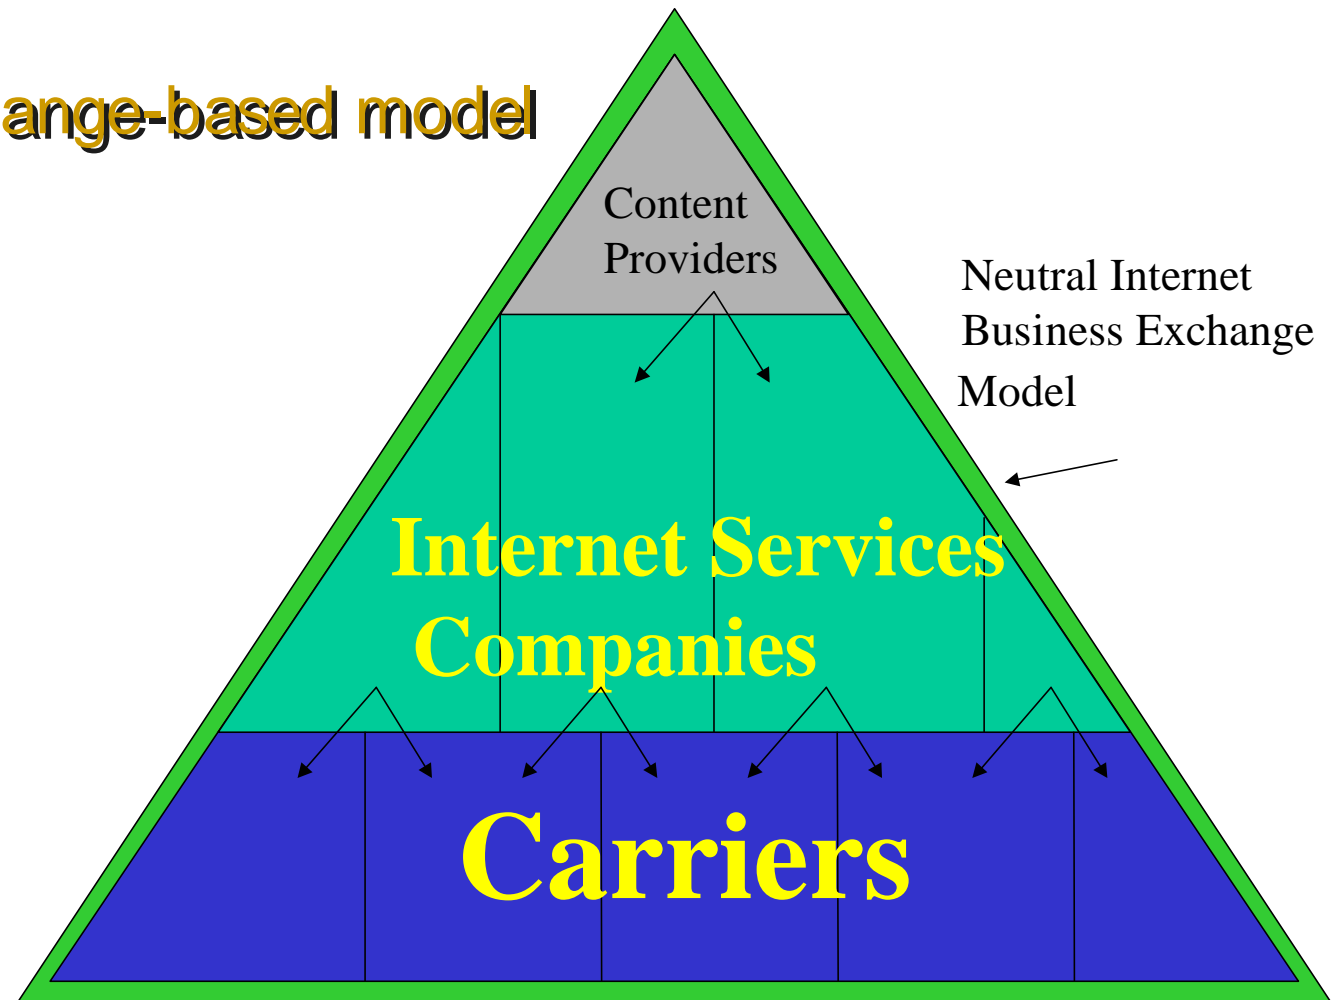 ange-based model
Content
Providers
Neutral Internet
Business Exchange
Model
Internet Services
Companies
Carriers